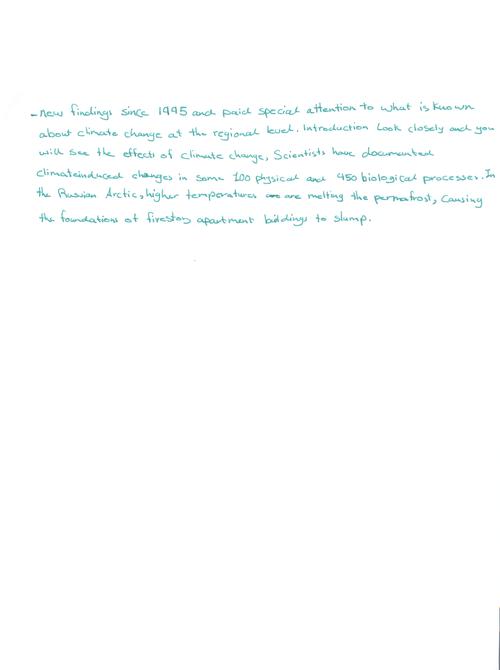 - new findings since 1995 and paid special attention to what is known
about climate change at the regional level. Introduction Look closely and you
will see the effects of climate change, Scientists have documented
climateinduced changes in some 100 physical and 450 biological processes. In
the Russian Arctic, higher temperatures are melting the permafrost, causing
the foundations of firestory apartment buildings to slump.